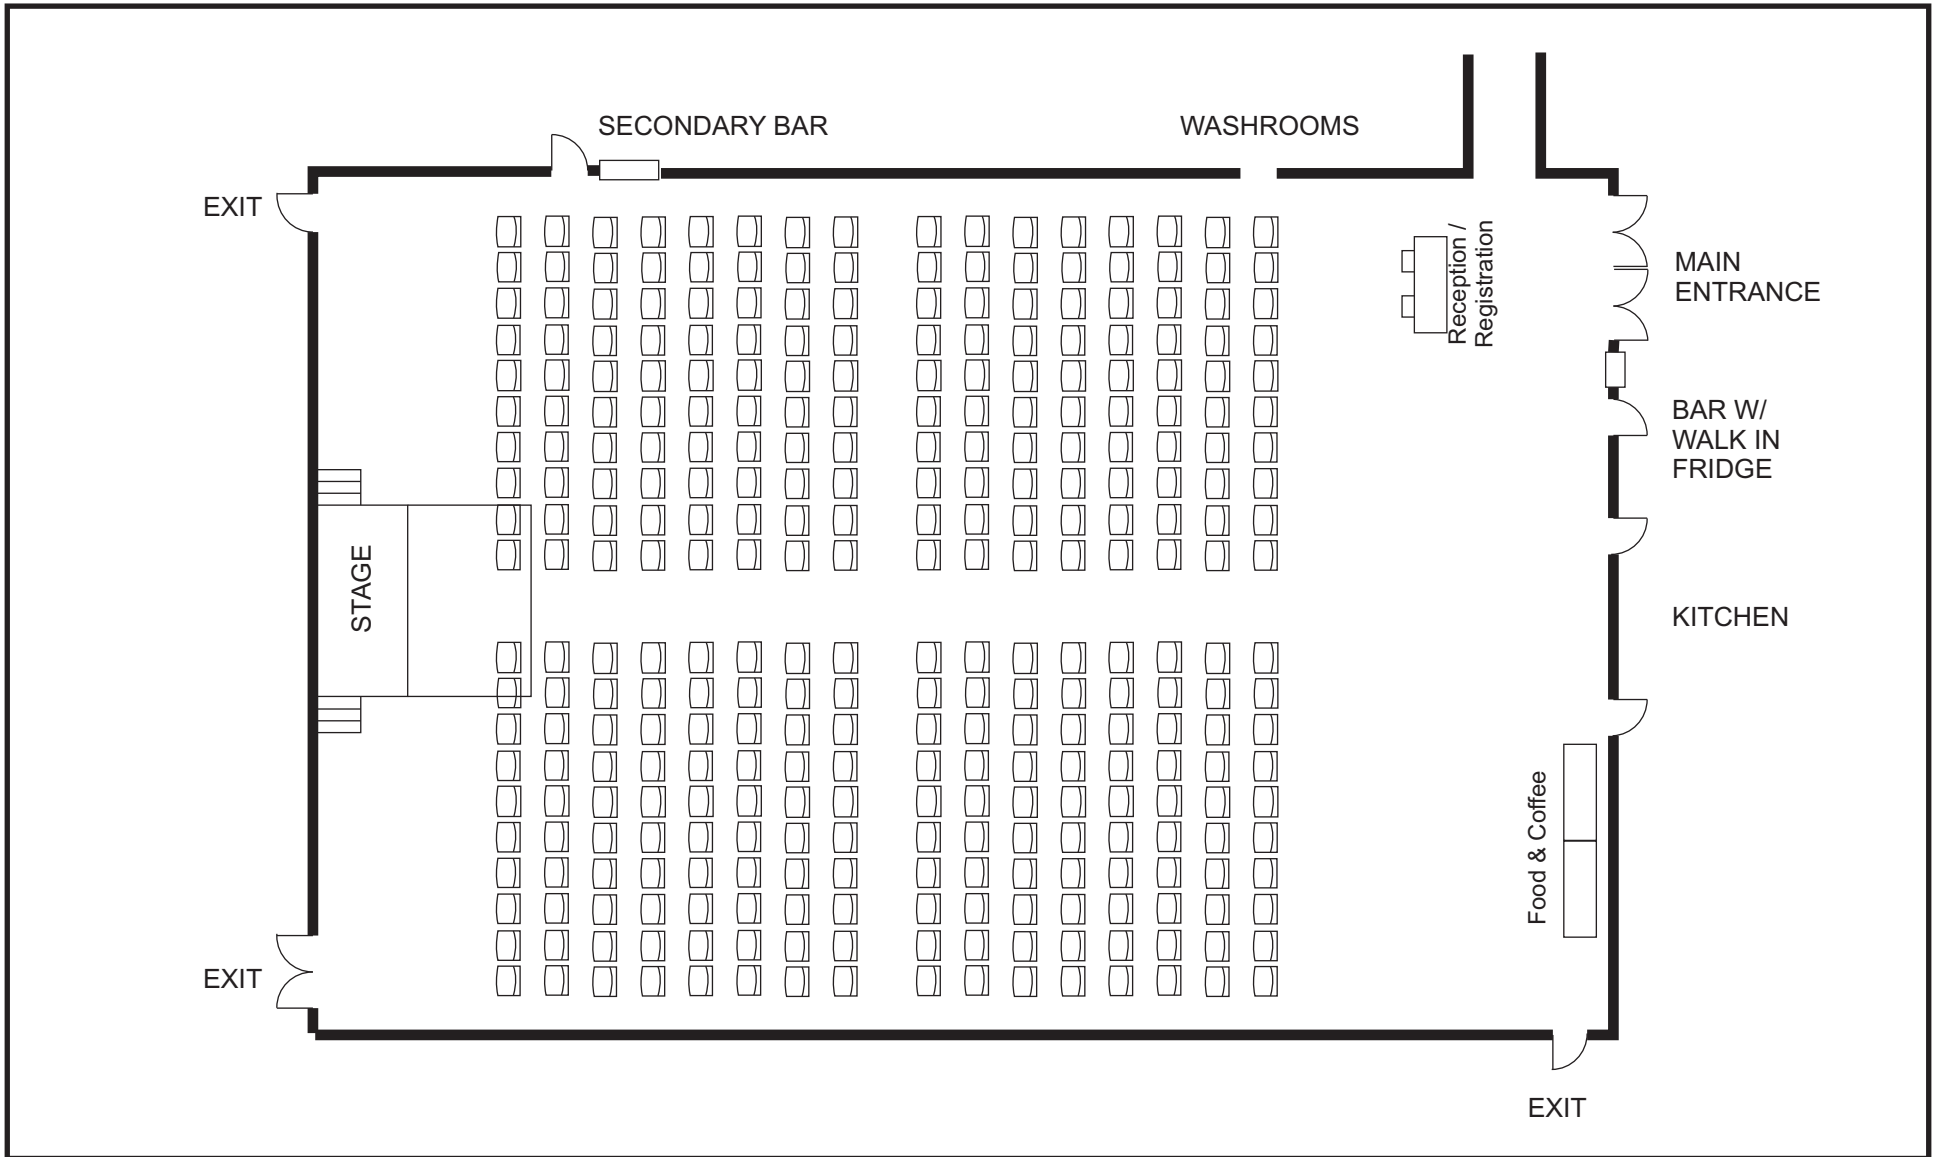 SECONDARY BAR
WASHROOMS
EXIT
Reception /
Registration
MAIN
ENTRANCE
BAR W/
WALK IN
FRIDGE
STAGE
KITCHEN
Food & Coffee
EXIT
EXIT